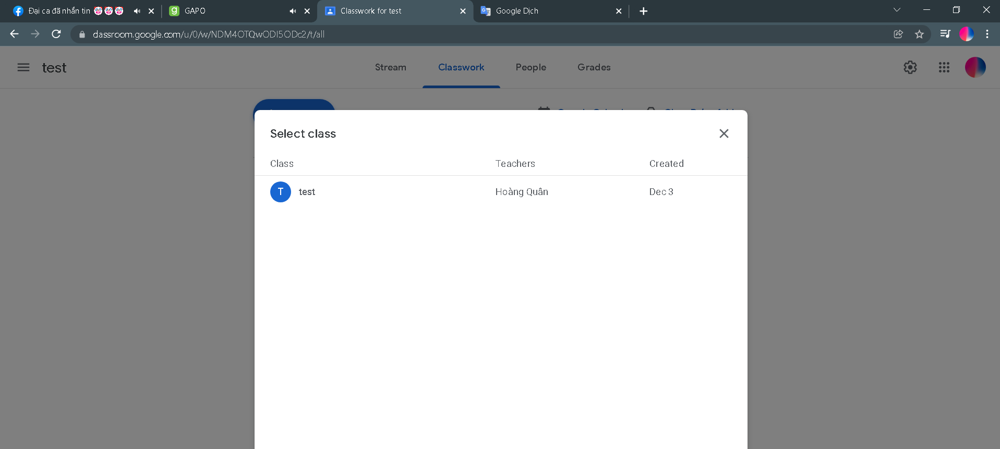 Đại ca đã nhắn tin 🤡🤡🤡
GAPO
Classwork for test
Google Dịch
classroom.google.com/u/0/w/NDM4OTQwODI5ODc2/t/all
test
Stream
Classwork
People
Grades
Select class
Class Teachers Created
T test Hoàng Quân Dec 3